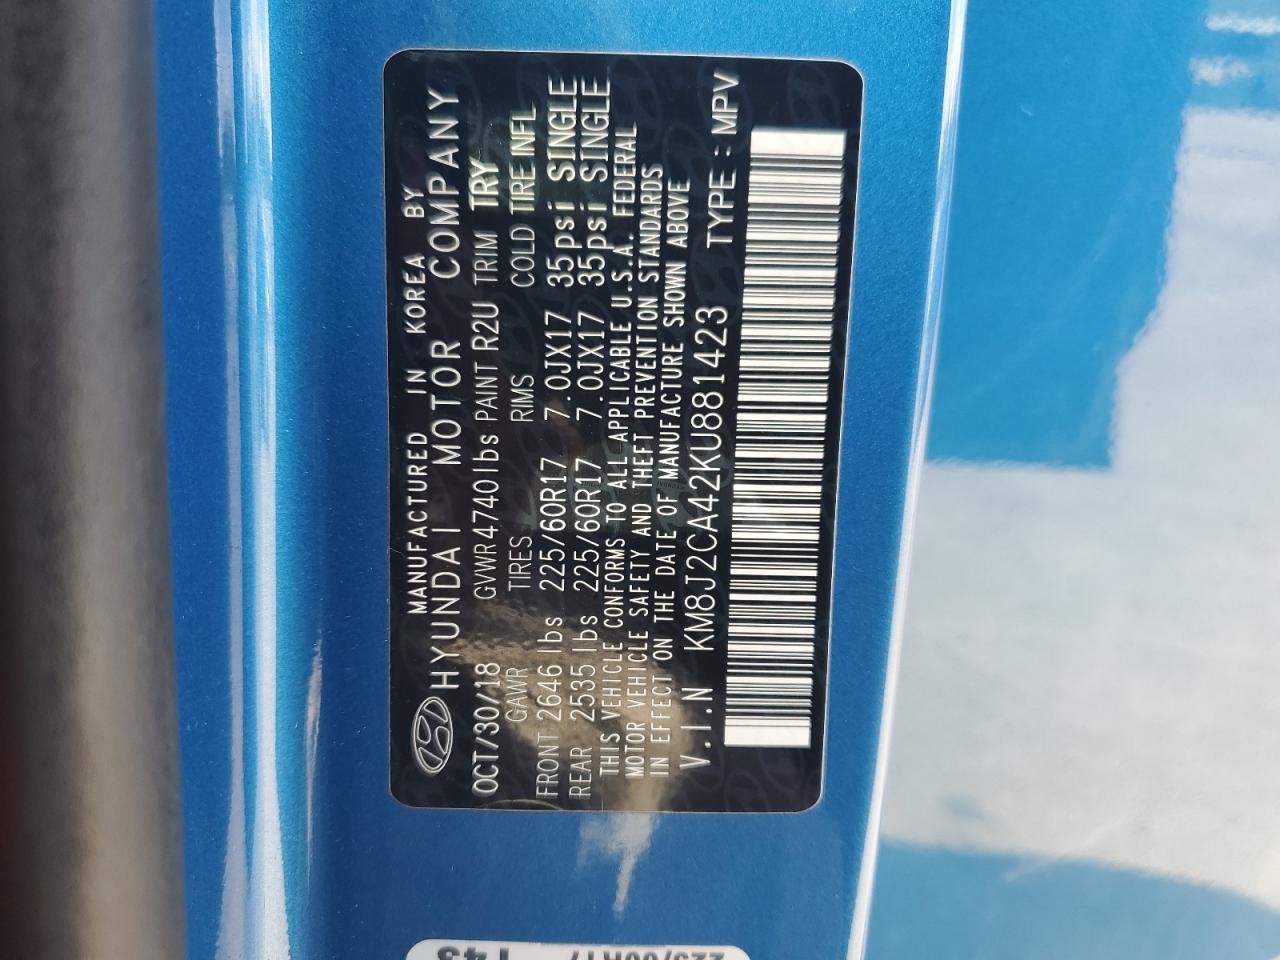 MANUFACTURED IN KOREA BY
HYUNDAI MOTOR COMPANY
OCT/30/18 GVWR4740lbs PAINT R2U TRIM TRY
GAWR TIRES RIMS COLD TIRE INFL
FRONT 2646 lbs 225/60R17 7.0JX17 35psi SINGLE
REAR 2535 lbs 225/60R17 7.0JX17 35psi SINGLE
THIS VEHICLE CONFORMS TO ALL APPLICABLE U.S.A. FEDERAL
MOTOR VEHICLE SAFETY AND THEFT PREVENTION STANDARDS
IN EFFECT ON THE DATE OF MANUFACTURE SHOWN ABOVE
V.I.N KM8J2CA42KU881423 TYPE:MPV